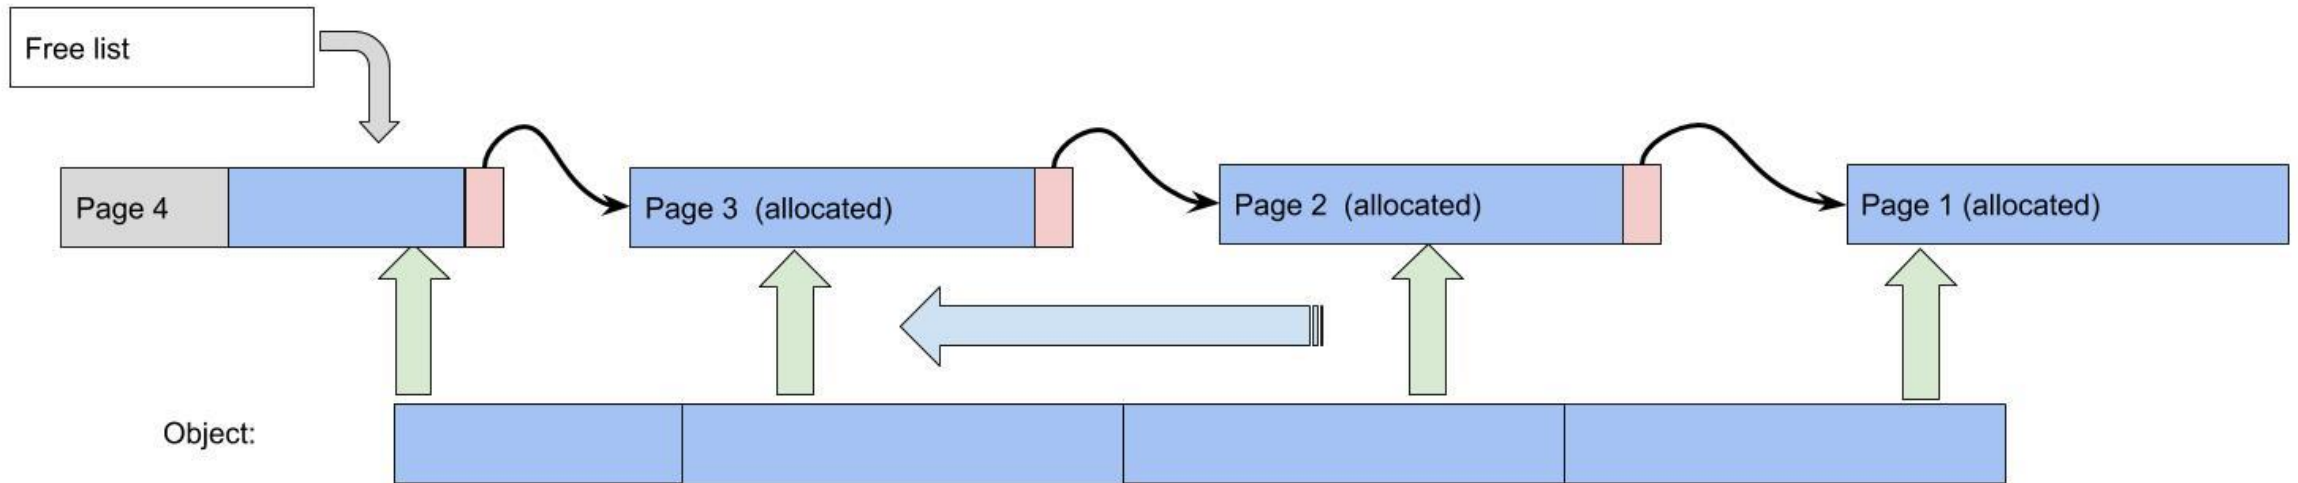 Free list
Page 4
Page 3  (allocated)
Page 2  (allocated)
Page 1 (allocated)
Object: